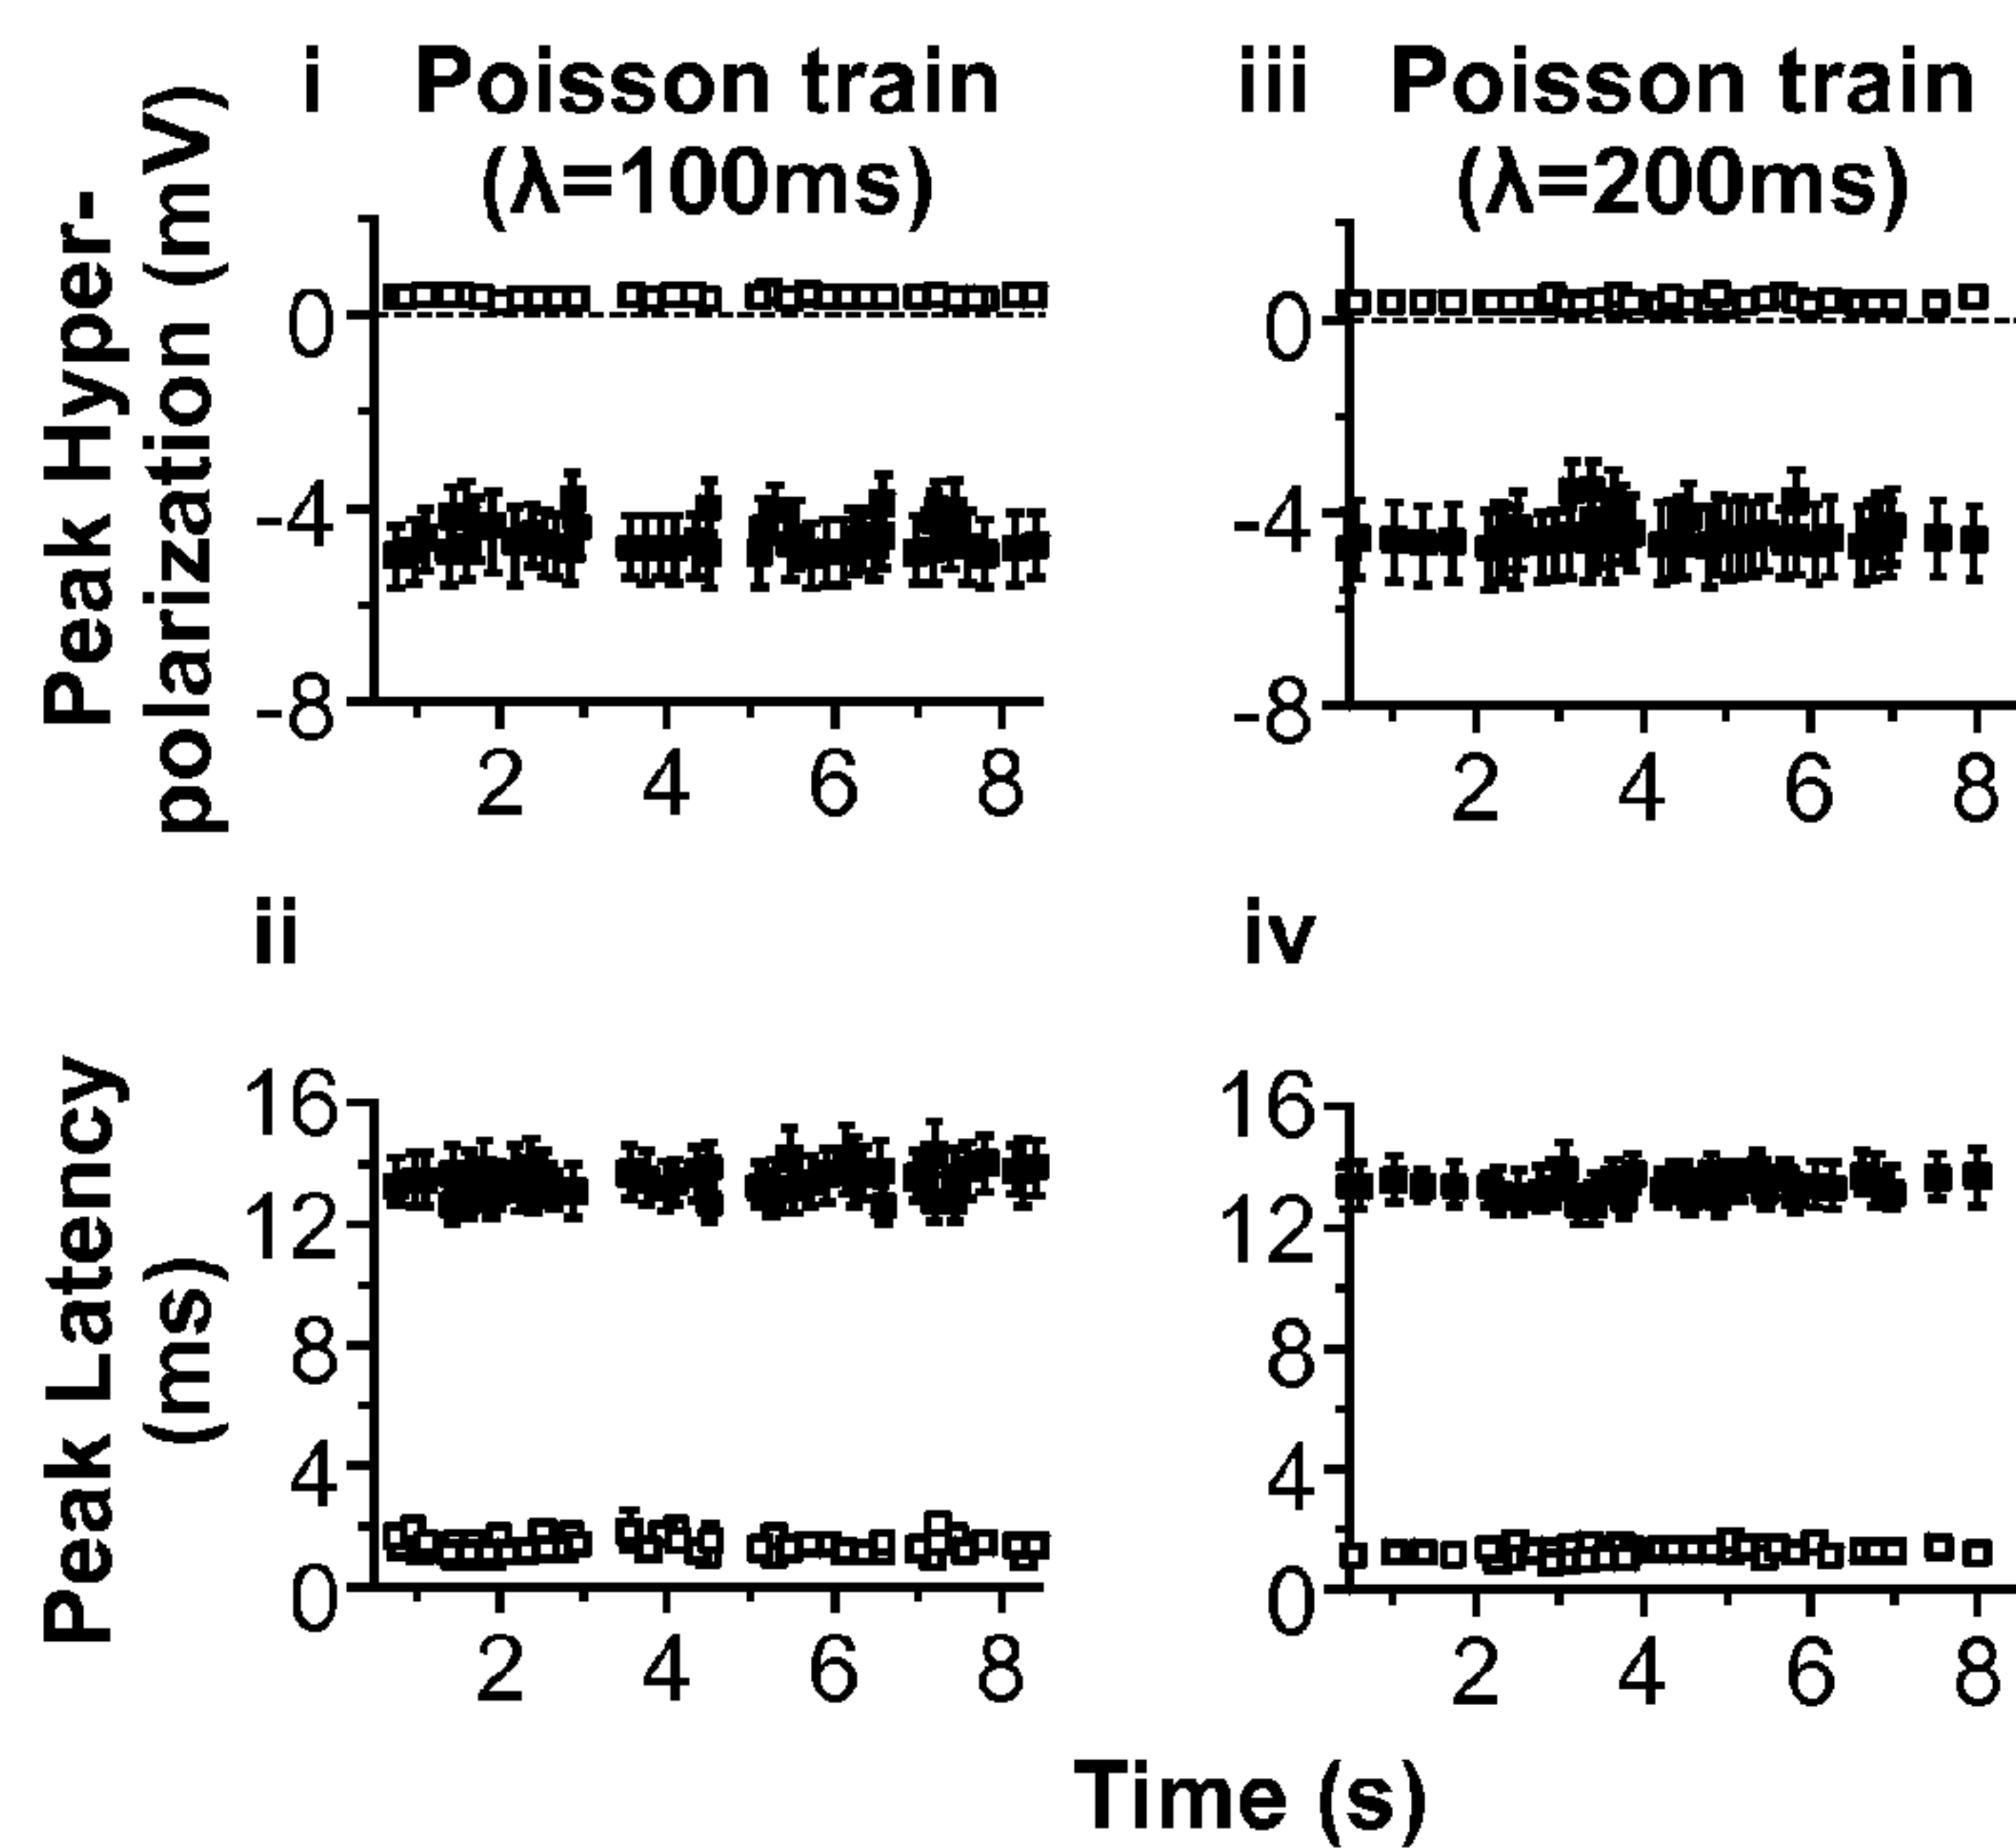 i Poisson train
(λ=100ms)
iii Poisson train
(λ=200ms)
Peak Hyper-
polarization (mV)
0
-4
-8
2 4 6 8
0
-4
-8
2 4 6 8
ii
iv
Peak Latency
(ms)
16
12
8
4
0
2 4 6 8
16
12
8
4
0
2 4 6 8
Time (s)